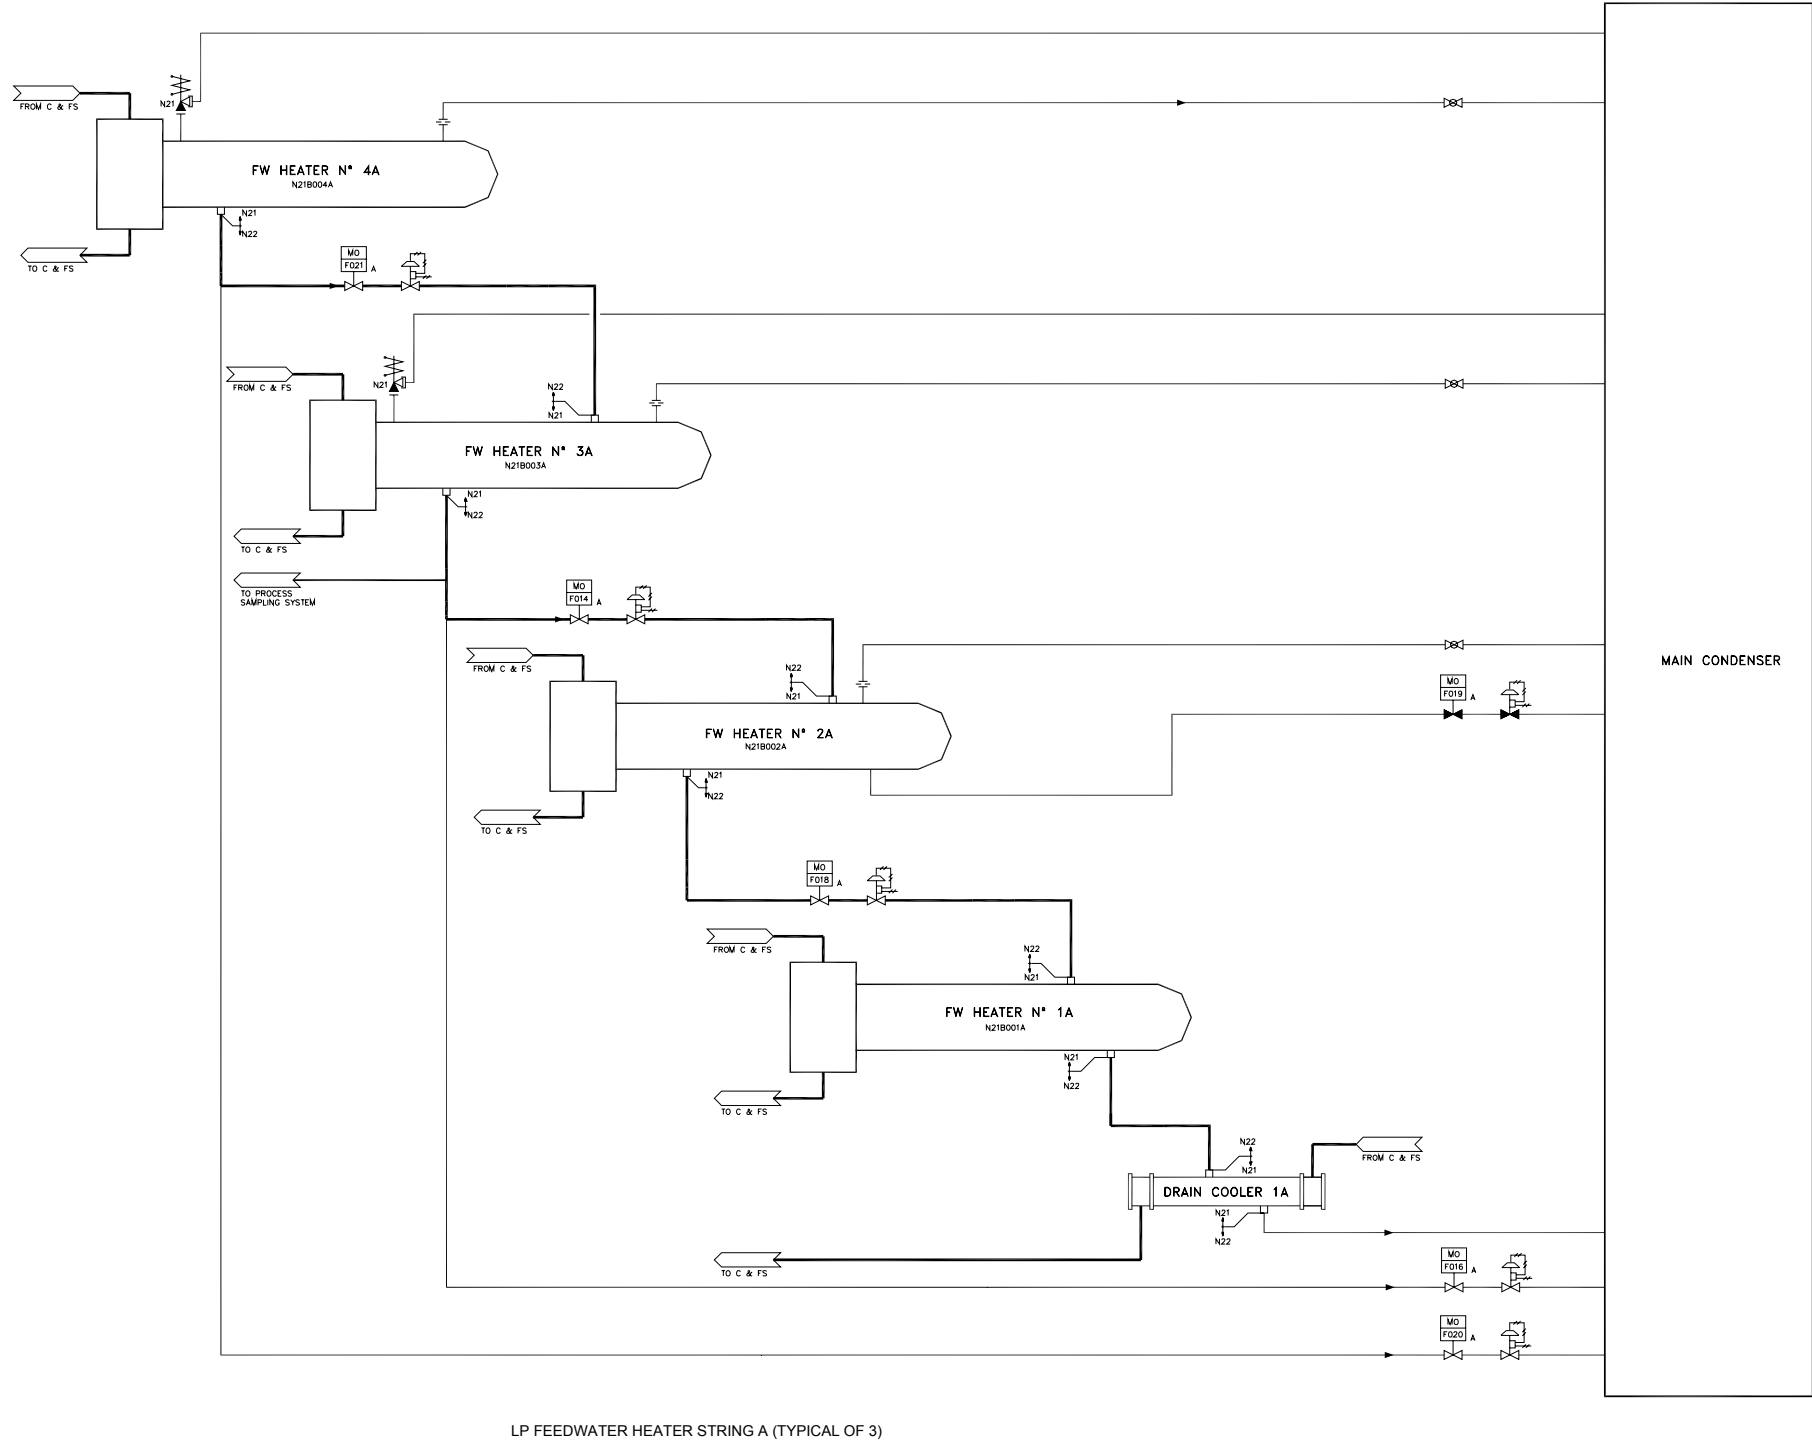 FROM C & FS
N21
FW HEATER Nª 4A
N21B004A
N21
N22
TO C & FS
MO
F021 A
FROM C & FS
N21
N22
N21
FW HEATER Nª 3A
N21B003A
N21
N22
TO C & FS
TO PROCESS
SAMPLING SYSTEM
MO
F014 A
FROM C & FS
N22
N21
MAIN CONDENSER
MO
F019 A
FW HEATER Nª 2A
N21B002A
N21
N22
TO C & FS
MO
F018 A
FROM C & FS
N22
N21
FW HEATER Nª 1A
N21B001A
N21
N22
TO C & FS
N22
N21
FROM C & FS
DRAIN COOLER 1A
N21
N22
TO C & FS
MO
F016 A
MO
F020 A
LP FEEDWATER HEATER STRING A (TYPICAL OF 3)